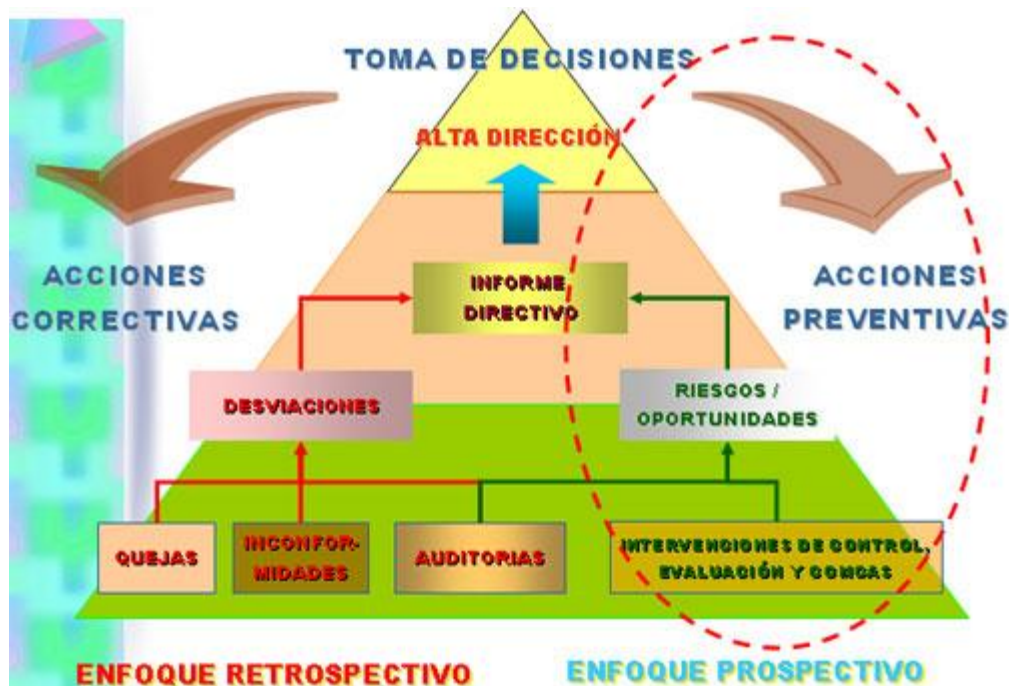 TOMA DE DECISIONES
ALTA DIRECCIÓN
ACCIONES
CORRECTIVAS
INFORME
DIRECTIVO
ACCIONES
PREVENTIVAS
DESVIACIONES
RIESGOS /
OPORTUNIDADES
QUEJAS
INCONFOR-
MIDADES
AUDITORIAS
INTERVENCIONES DE CONTROL,
EVALUACIÓN Y COMCAS
ENFOQUE RETROSPECTIVO
ENFOQUE PROSPECTIVO